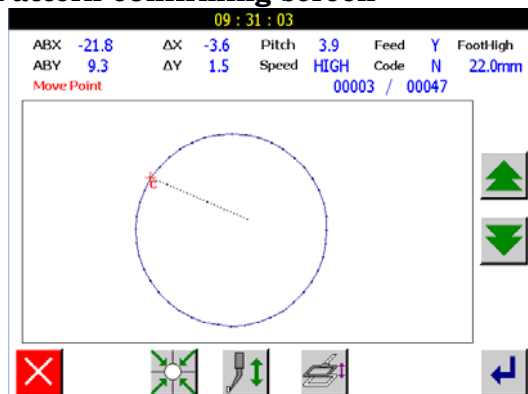 Pattern confirming screen
09 : 31 : 03
ABX -21.8 ΔX -3.6 Pitch 3.9 Feed Y FootHigh
ABY 9.3 ΔY 1.5 Speed HIGH Code N 22.0mm
Move Point 00003 / 00047
C